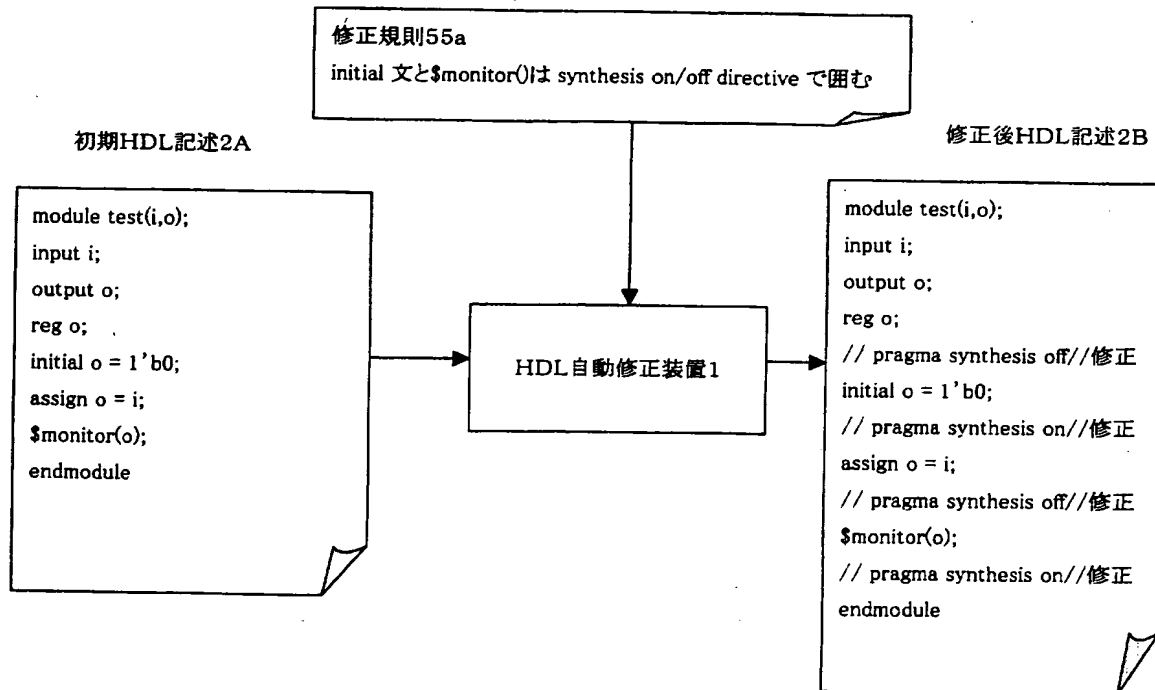 修正規則55a
initial 文と$monitor()は synthesis on/off directive で囲む
初期HDL記述2A
module test(i,o);
input i;
output o;
reg o;
initial o = 1'b0;
assign o = i;
$monitor(o);
endmodule
HDL自動修正装置1
修正後HDL記述2B
module test(i,o);
input i;
output o;
reg o;
// pragma synthesis off//修正
initial o = 1'b0;
// pragma synthesis on//修正
assign o = i;
// pragma synthesis off//修正
$monitor(o);
// pragma synthesis on//修正
endmodule